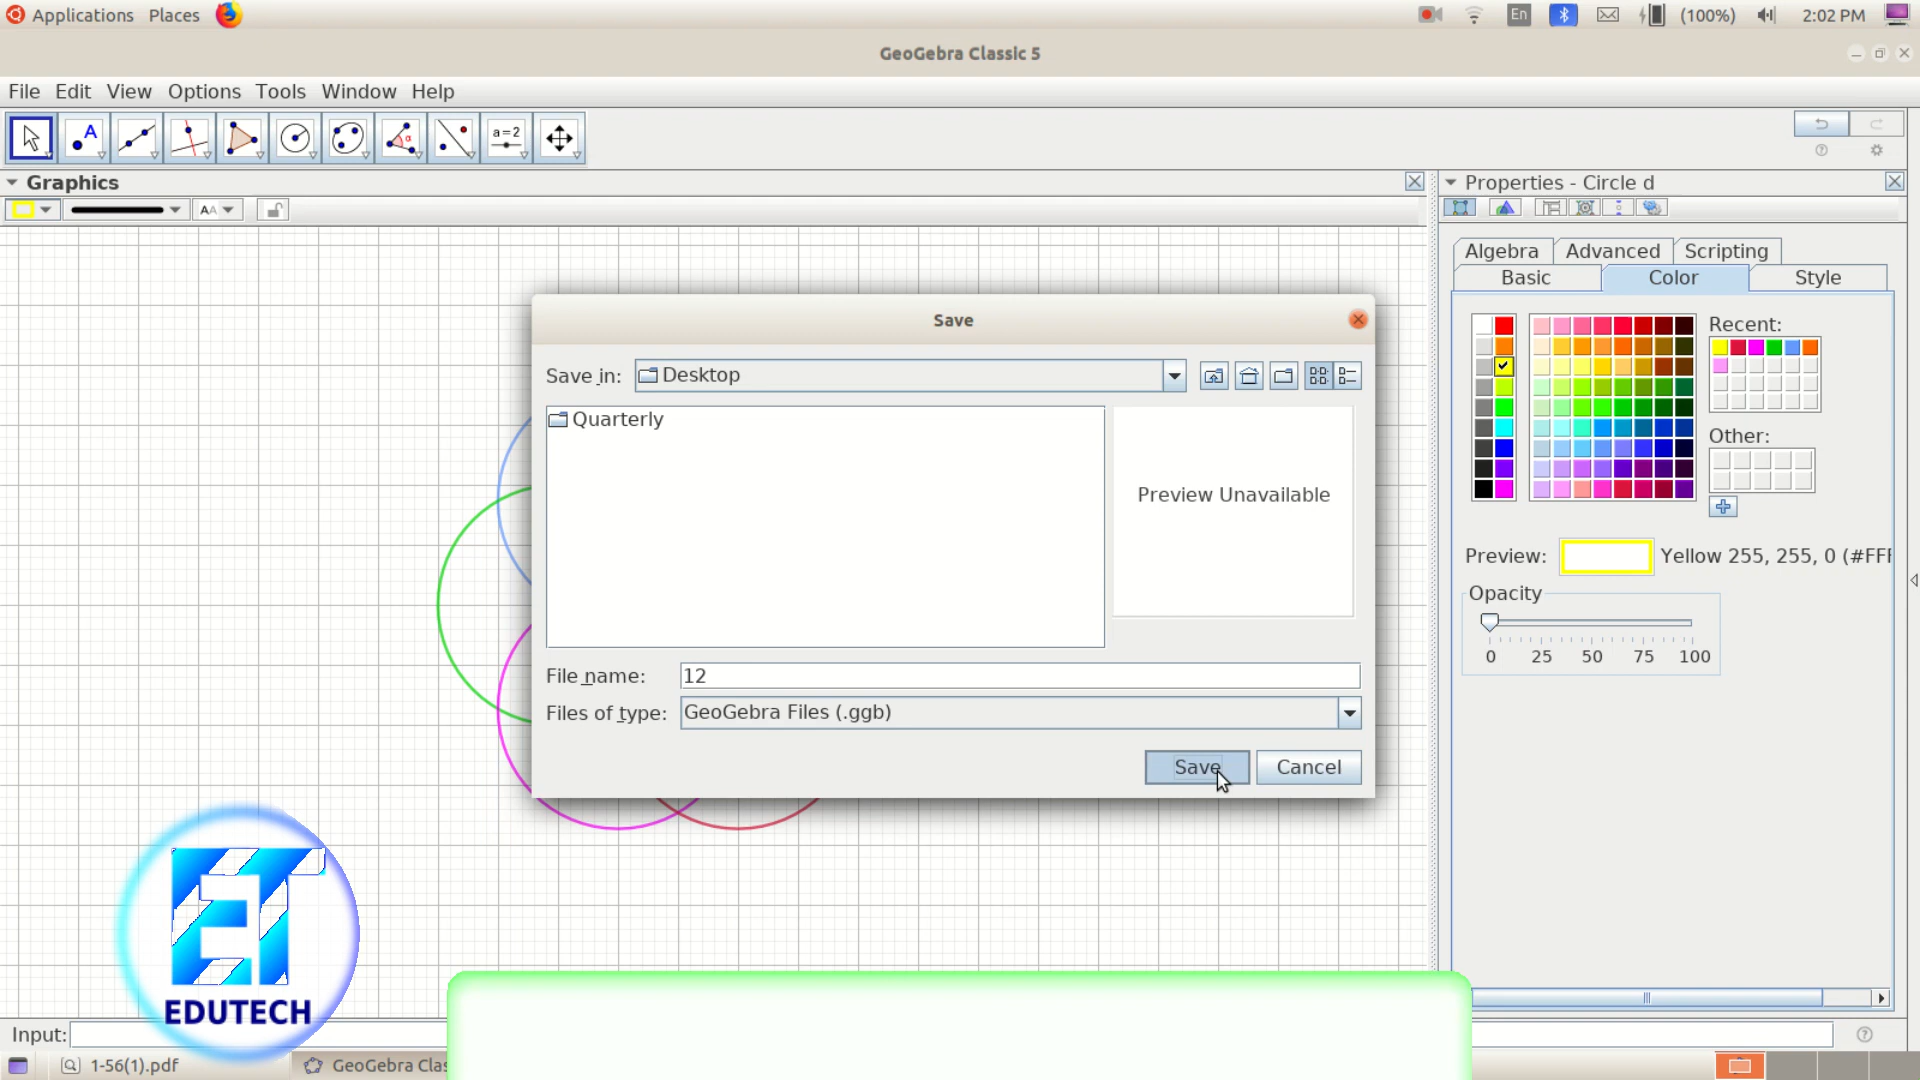 Applications Places En (100%) 2:02 PM
GeoGebra Classic 5
File Edit View Options Tools Window Help
A α a=2
Graphics
Properties - Circle d
AA
Algebra Advanced Scripting
Basic Color Style
Save
Recent:
Save in: Desktop
Quarterly
Other:
Preview Unavailable
Preview: Yellow 255, 255, 0 (#FFF
Opacity
0 25 50 75 100
File name: 12
Files of type: GeoGebra Files (.ggb)
Save Cancel
ET
EDUTECH
Input:
1-56(1).pdf GeoGebra Clas